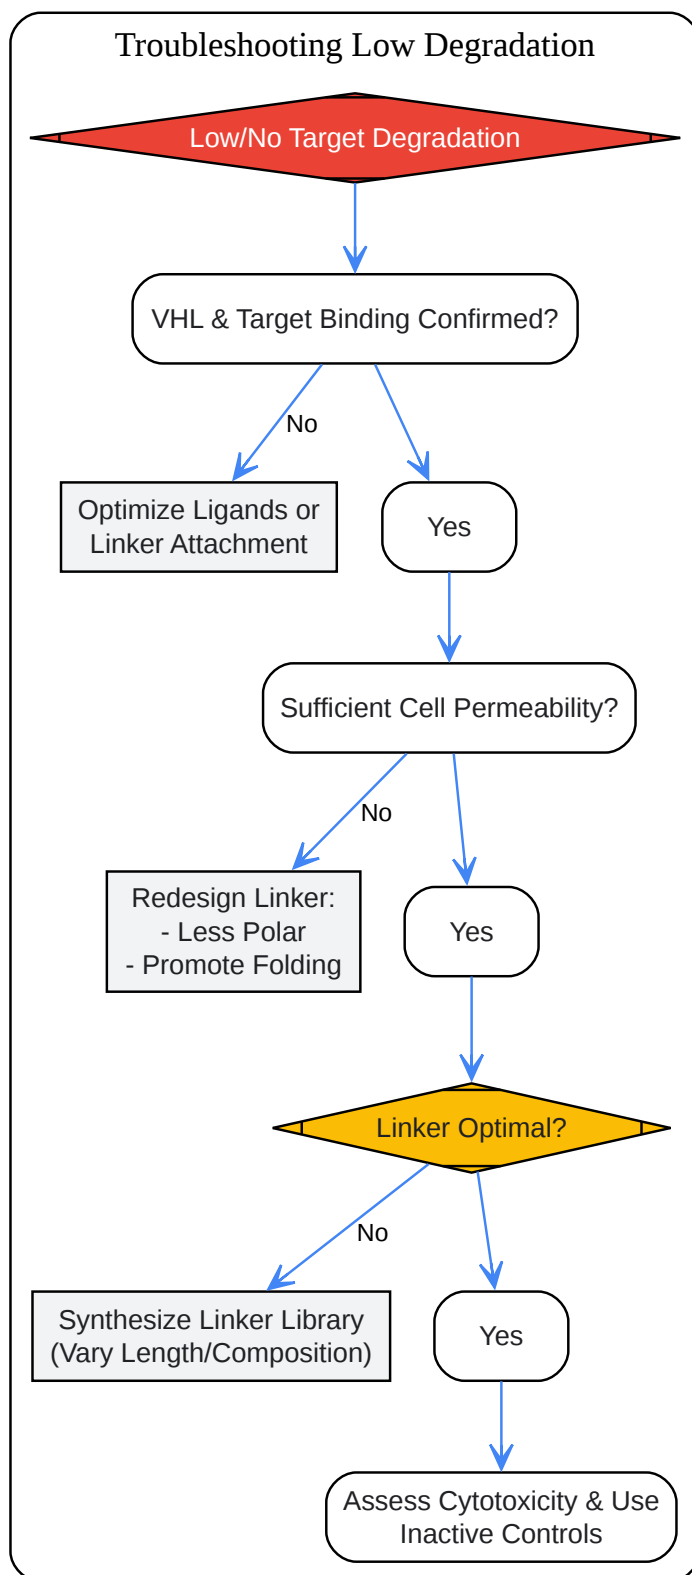 Troubleshooting Low Degradation
Low/No Target Degradation
VHL & Target Binding Confirmed?
No
Optimize Ligands or
Linker Attachment
Yes
Sufficient Cell Permeability?
No
Redesign Linker:
- Less Polar
- Promote Folding
Yes
Linker Optimal?
No
Synthesize Linker Library
(Vary Length/Composition)
Yes
Assess Cytotoxicity & Use
Inactive Controls